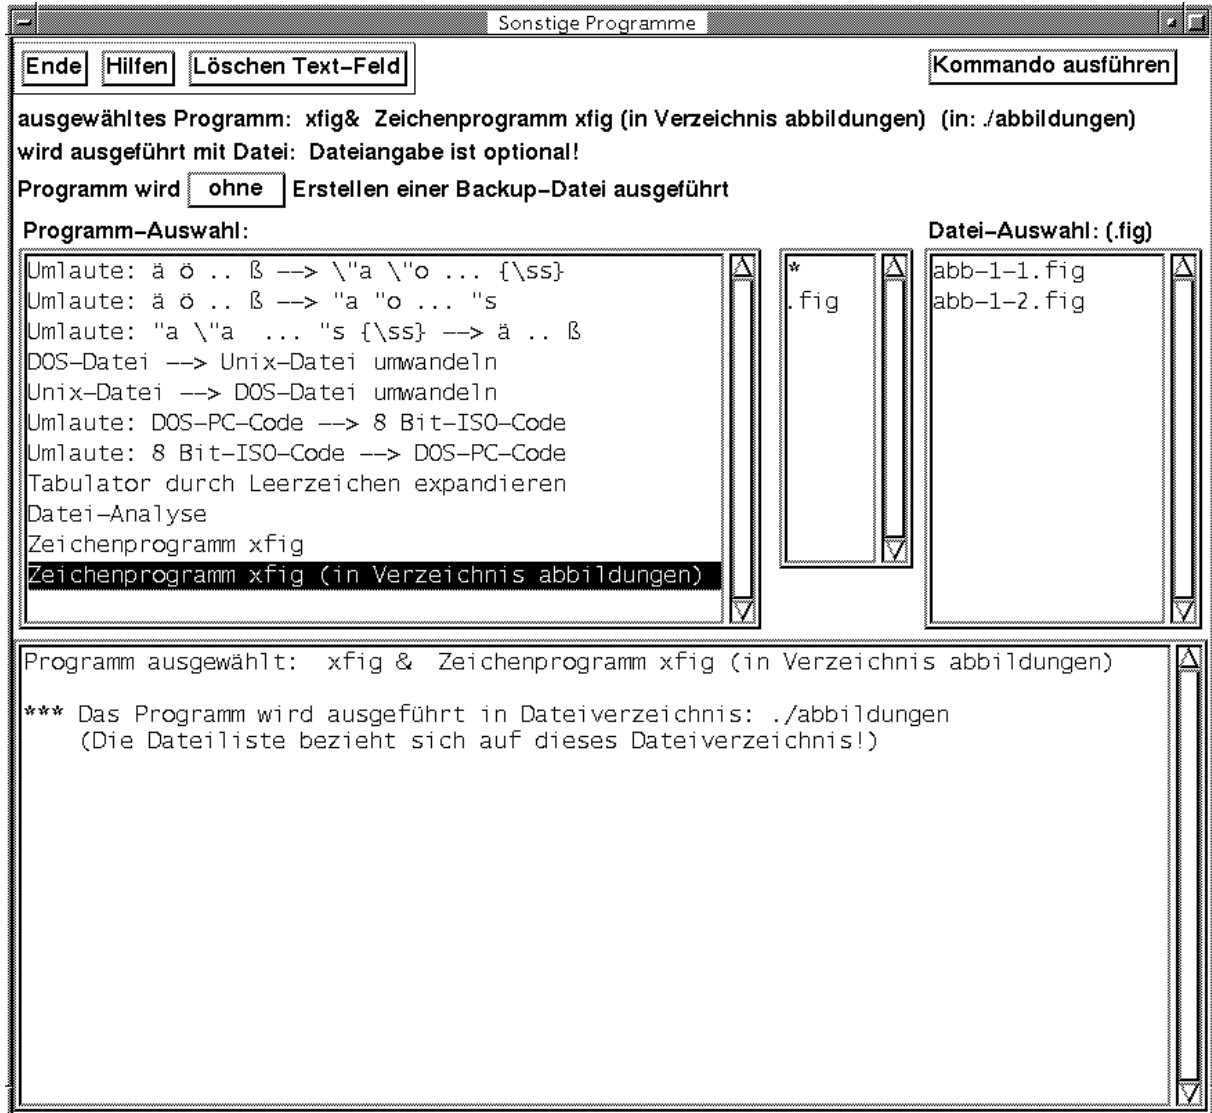 Sonstige Programme
Ende Hilfen Löschen Text-Feld Kommando ausführen
ausgewähltes Programm: xfig& Zeichenprogramm xfig (in Verzeichnis abbildungen) (in: ./abbildungen)
wird ausgeführt mit Datei: Dateiangabe ist optional!
Programm wird ohne Erstellen einer Backup-Datei ausgeführt
Programm-Auswahl: Datei-Auswahl: (.fig)
Umlaute: ä ö .. ß --> \"a \"o ... {\ss}
Umlaute: ä ö .. ß --> "a "o ... "s
Umlaute: "a \"a ... "s {\ss} --> ä .. ß
DOS-Datei --> Unix-Datei umwandeln
Unix-Datei --> DOS-Datei umwandeln
Umlaute: DOS-PC-Code --> 8 Bit-ISO-Code
Umlaute: 8 Bit-ISO-Code --> DOS-PC-Code
Tabulator durch Leerzeichen expandieren
Datei-Analyse
Zeichenprogramm xfig
Zeichenprogramm xfig (in Verzeichnis abbildungen)
*
.fig
abb-1-1.fig
abb-1-2.fig
Programm ausgewählt: xfig & Zeichenprogramm xfig (in Verzeichnis abbildungen)
*** Das Programm wird ausgeführt in Dateiverzeichnis: ./abbildungen
(Die Dateiliste bezieht sich auf dieses Dateiverzeichnis!)